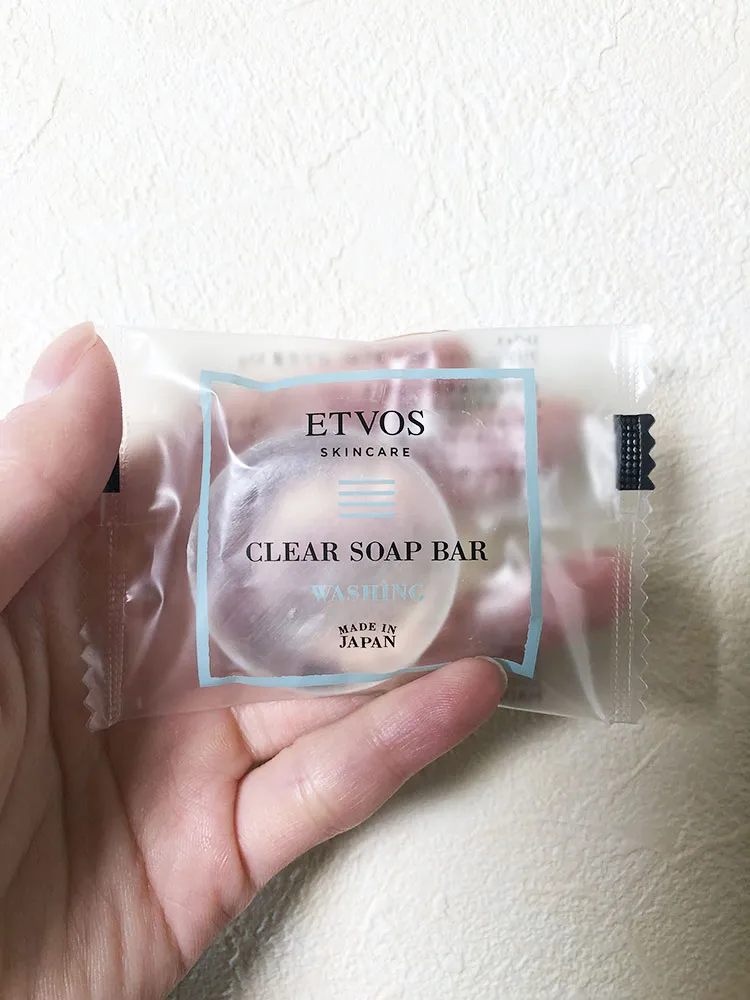 ETVOS
SKINCARE
CLEAR SOAP BAR
WASHING
MADE IN
JAPAN